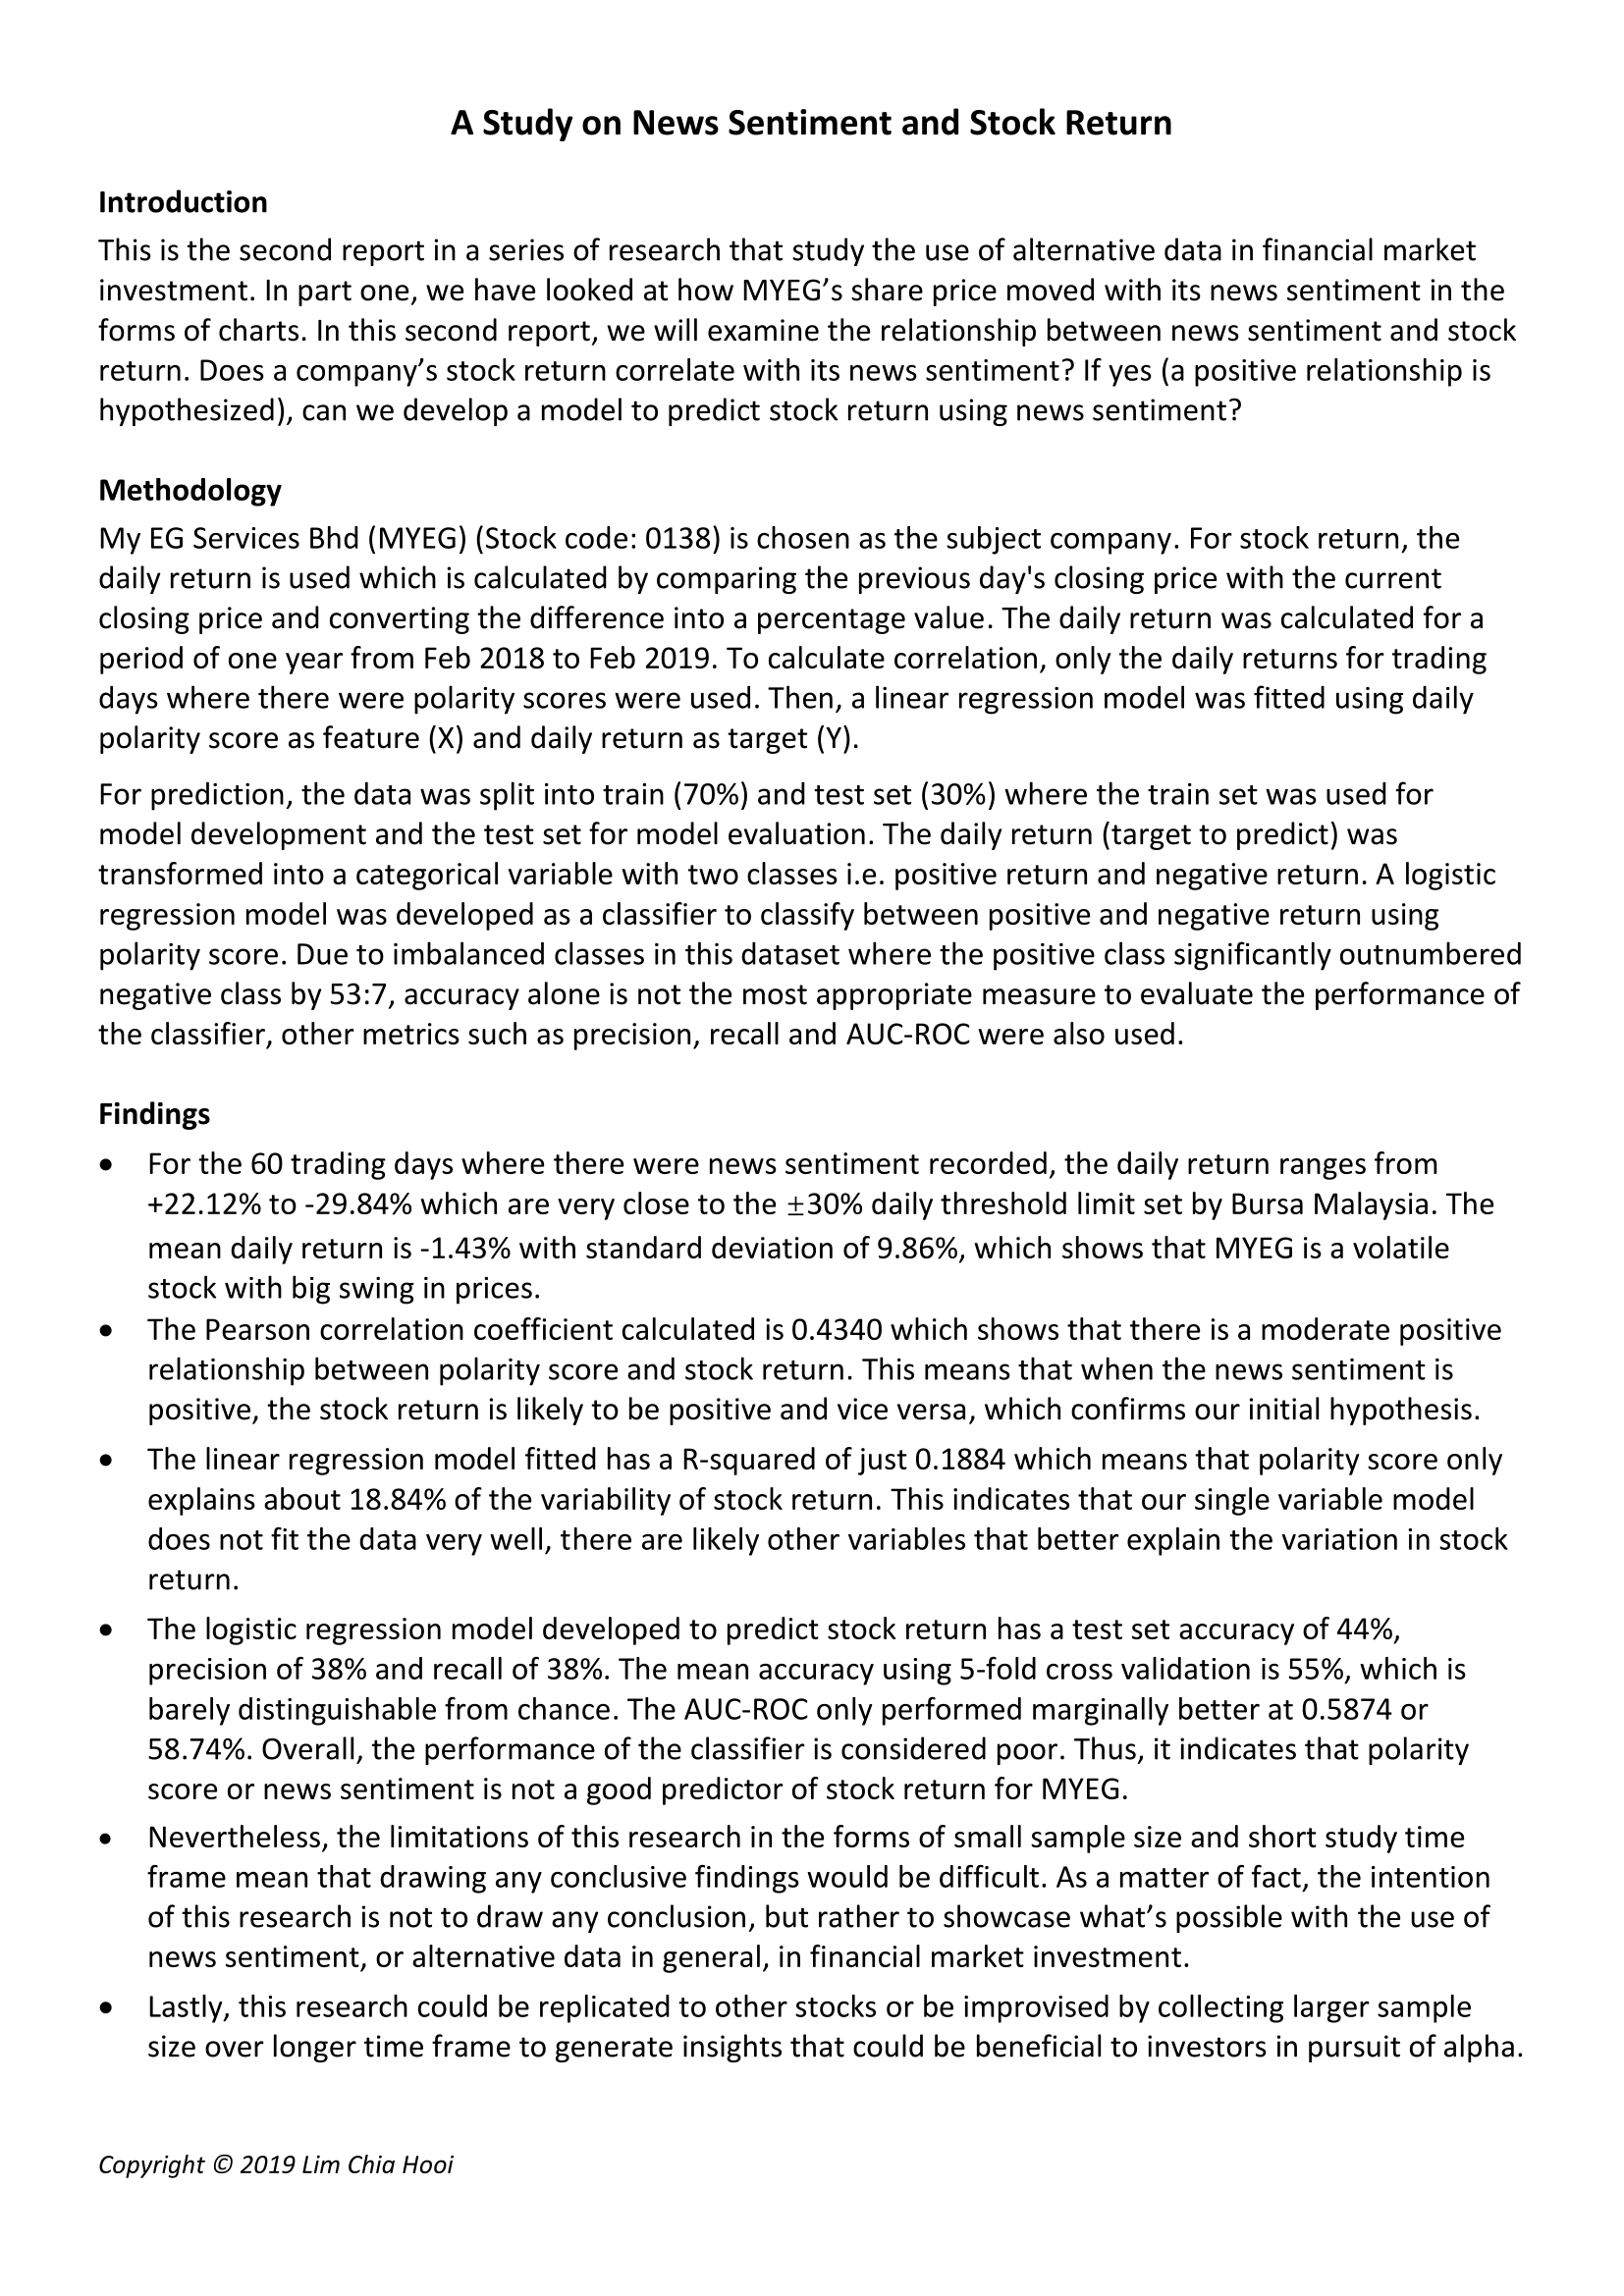 A Study on News Sentiment and Stock Return
Introduction
This is the second report in a series of research that study the use of alternative data in financial market
investment. In part one, we have looked at how MYEG’s share price moved with its news sentiment in the
forms of charts. In this second report, we will examine the relationship between news sentiment and stock
return. Does a company’s stock return correlate with its news sentiment? If yes (a positive relationship is
hypothesized), can we develop a model to predict stock return using news sentiment?
Methodology
My EG Services Bhd (MYEG) (Stock code: 0138) is chosen as the subject company. For stock return, the
daily return is used which is calculated by comparing the previous day's closing price with the current
closing price and converting the difference into a percentage value. The daily return was calculated for a
period of one year from Feb 2018 to Feb 2019. To calculate correlation, only the daily returns for trading
days where there were polarity scores were used. Then, a linear regression model was fitted using daily
polarity score as feature (X) and daily return as target (Y).
For prediction, the data was split into train (70%) and test set (30%) where the train set was used for
model development and the test set for model evaluation. The daily return (target to predict) was
transformed into a categorical variable with two classes i.e. positive return and negative return. A logistic
regression model was developed as a classifier to classify between positive and negative return using
polarity score. Due to imbalanced classes in this dataset where the positive class significantly outnumbered
negative class by 53:7, accuracy alone is not the most appropriate measure to evaluate the performance of
the classifier, other metrics such as precision, recall and AUC-ROC were also used.
Findings
• For the 60 trading days where there were news sentiment recorded, the daily return ranges from
+22.12% to -29.84% which are very close to the ±30% daily threshold limit set by Bursa Malaysia. The
mean daily return is -1.43% with standard deviation of 9.86%, which shows that MYEG is a volatile
stock with big swing in prices.
• The Pearson correlation coefficient calculated is 0.4340 which shows that there is a moderate positive
relationship between polarity score and stock return. This means that when the news sentiment is
positive, the stock return is likely to be positive and vice versa, which confirms our initial hypothesis.
• The linear regression model fitted has a R-squared of just 0.1884 which means that polarity score only
explains about 18.84% of the variability of stock return. This indicates that our single variable model
does not fit the data very well, there are likely other variables that better explain the variation in stock
return.
• The logistic regression model developed to predict stock return has a test set accuracy of 44%,
precision of 38% and recall of 38%. The mean accuracy using 5-fold cross validation is 55%, which is
barely distinguishable from chance. The AUC-ROC only performed marginally better at 0.5874 or
58.74%. Overall, the performance of the classifier is considered poor. Thus, it indicates that polarity
score or news sentiment is not a good predictor of stock return for MYEG.
• Nevertheless, the limitations of this research in the forms of small sample size and short study time
frame mean that drawing any conclusive findings would be difficult. As a matter of fact, the intention
of this research is not to draw any conclusion, but rather to showcase what’s possible with the use of
news sentiment, or alternative data in general, in financial market investment.
• Lastly, this research could be replicated to other stocks or be improvised by collecting larger sample
size over longer time frame to generate insights that could be beneficial to investors in pursuit of alpha.
Copyright © 2019 Lim Chia Hooi